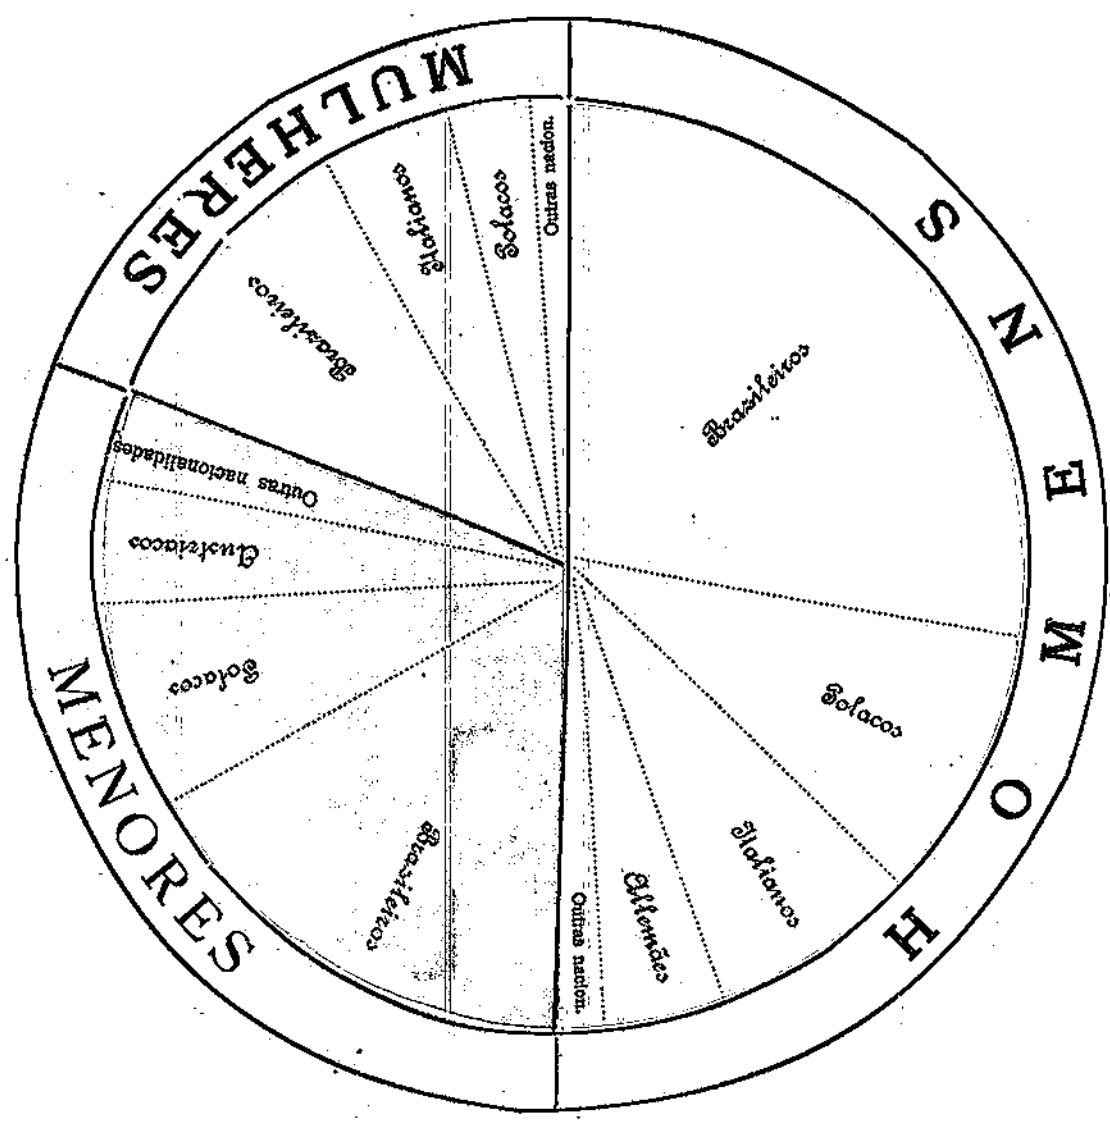 HOMENS
Brasileiros
Polacos
Italianos
Allemães
Outras nacion.
MENORES
Brasileiros
Polacos
Austriacos
Outras nacionalidades
MULHERES
Brasileiros
Italianos
Polacos
Outras nacion.